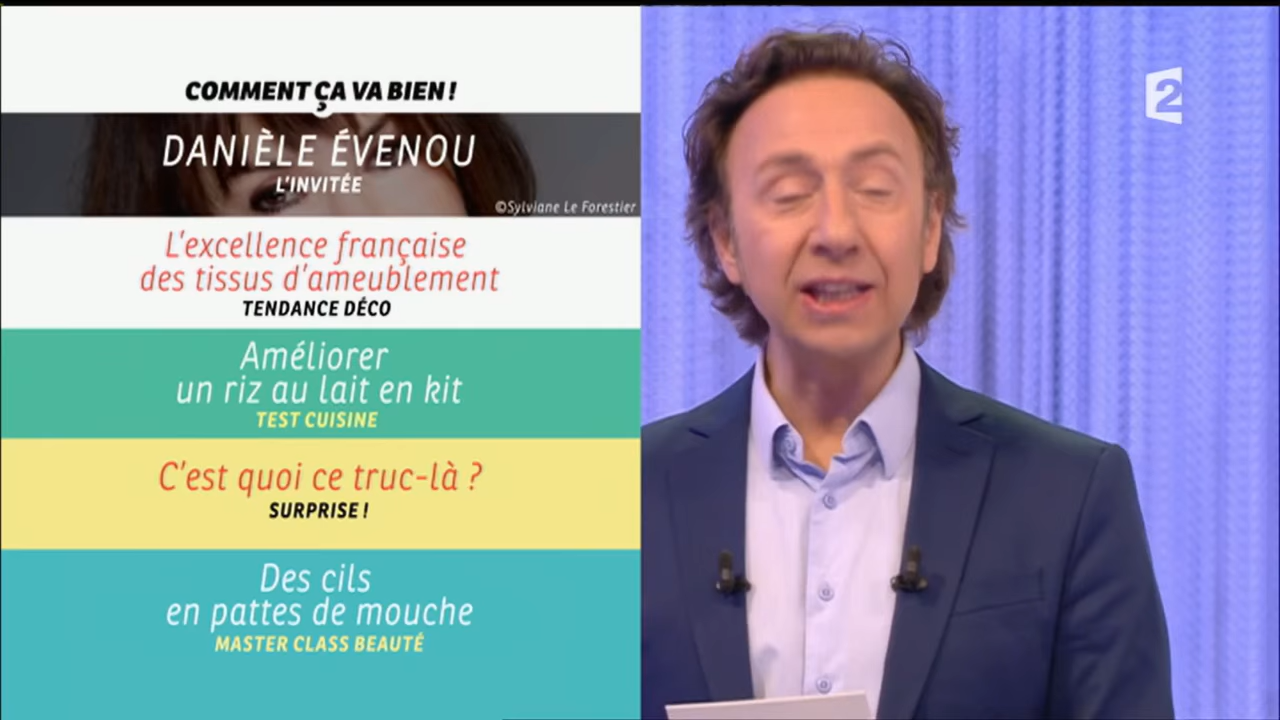 COMMENT ÇA VA BIEN !
DANIÈLE ÉVENOU
L'INVITÉE
©Sylviane Le Forestier
L'excellence française
des tissus d'ameublement
TENDANCE DÉCO
Améliorer
un riz au lait en kit
TEST CUISINE
C'est quoi ce truc-là ?
SURPRISE !
Des cils
en pattes de mouche
MASTER CLASS BEAUTÉ
2